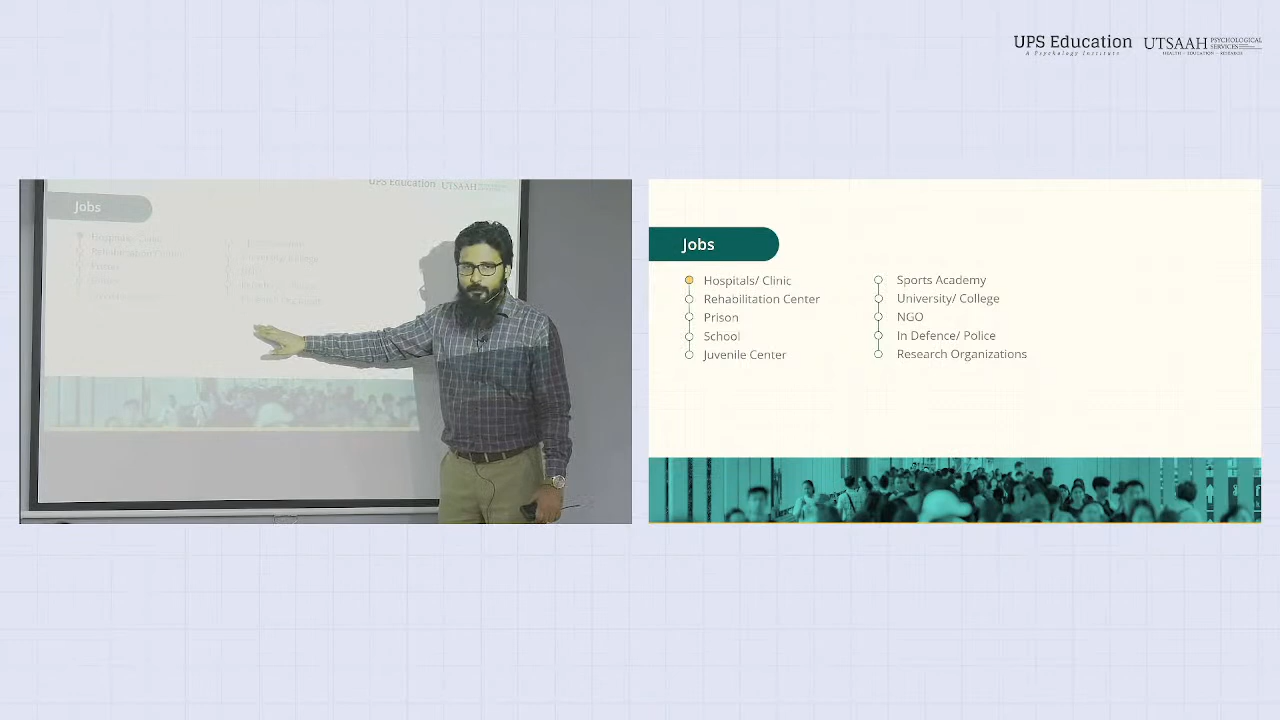 UPS Education
A Psychology Institute
UTSAAH PSYCHOLOGICAL SERVICES
HEALTH - EDUCATION - RESEARCH
UPS Education UTSAAH
Jobs
Jobs
Hospitals/ Clinic
Rehabilitation Center
Prison
School
Juvenile Center
Sports Academy
University/ College
NGO
In Defence/ Police
Research Organizations